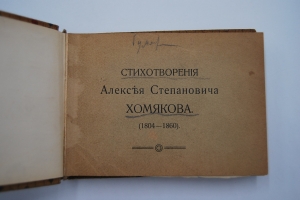 СТИХОТВОРЕНІЯ
Алексѣя Степановича
ХОМЯКОВА.
(1804—1860).